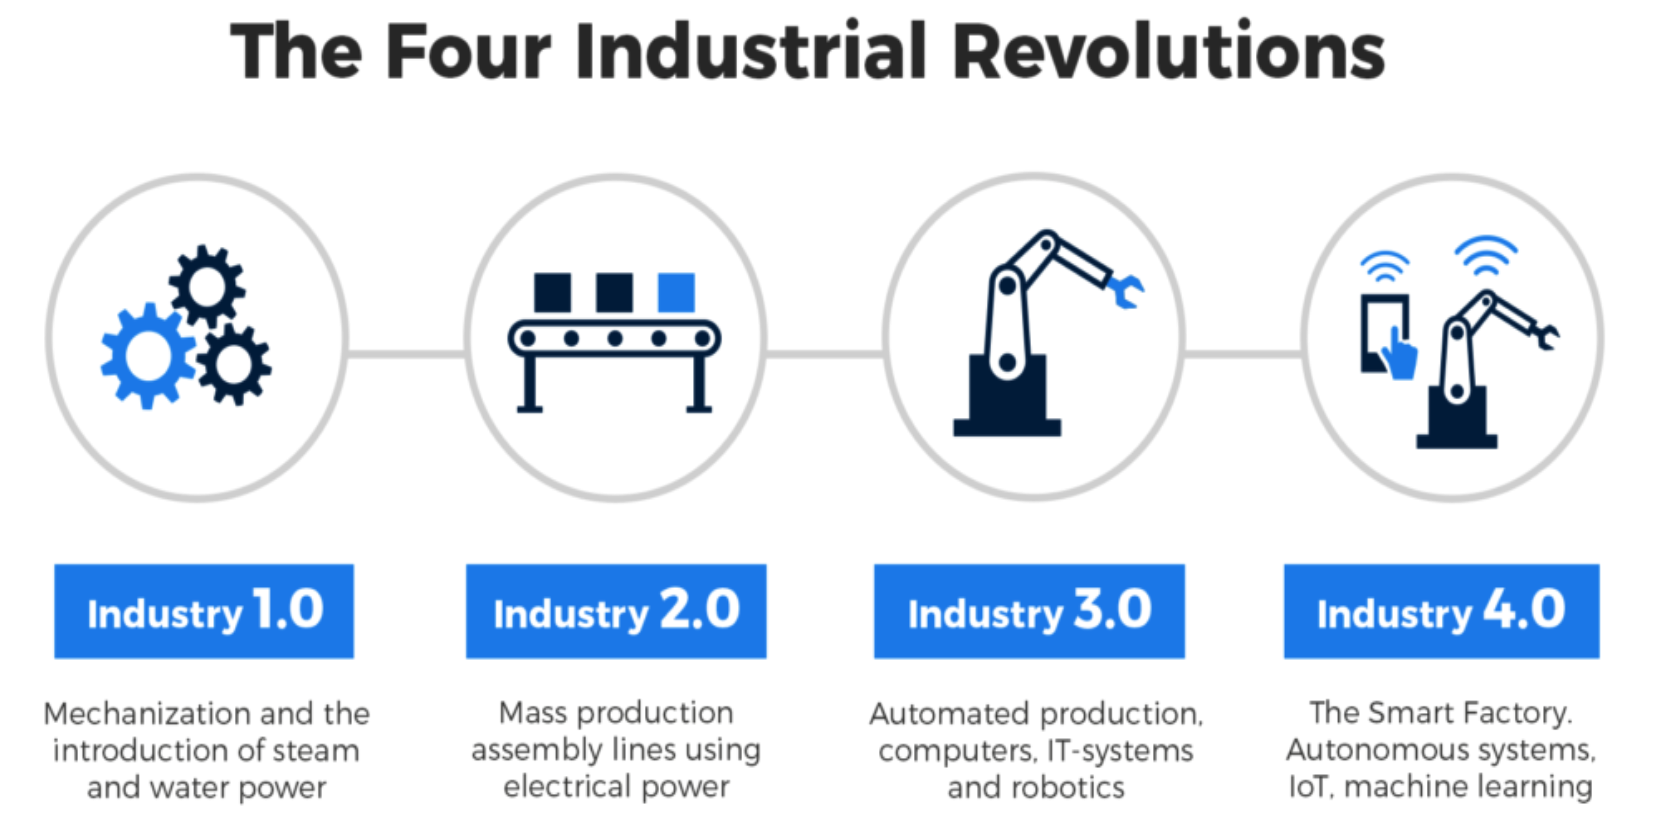 The Four Industrial Revolutions
Industry 1.0
Mechanization and the
introduction of steam
and water power
Industry 2.0
Mass production
assembly lines using
electrical power
Industry 3.0
Automated production,
computers, IT-systems
and robotics
Industry 4.0
The Smart Factory.
Autonomous systems,
IoT, machine learning